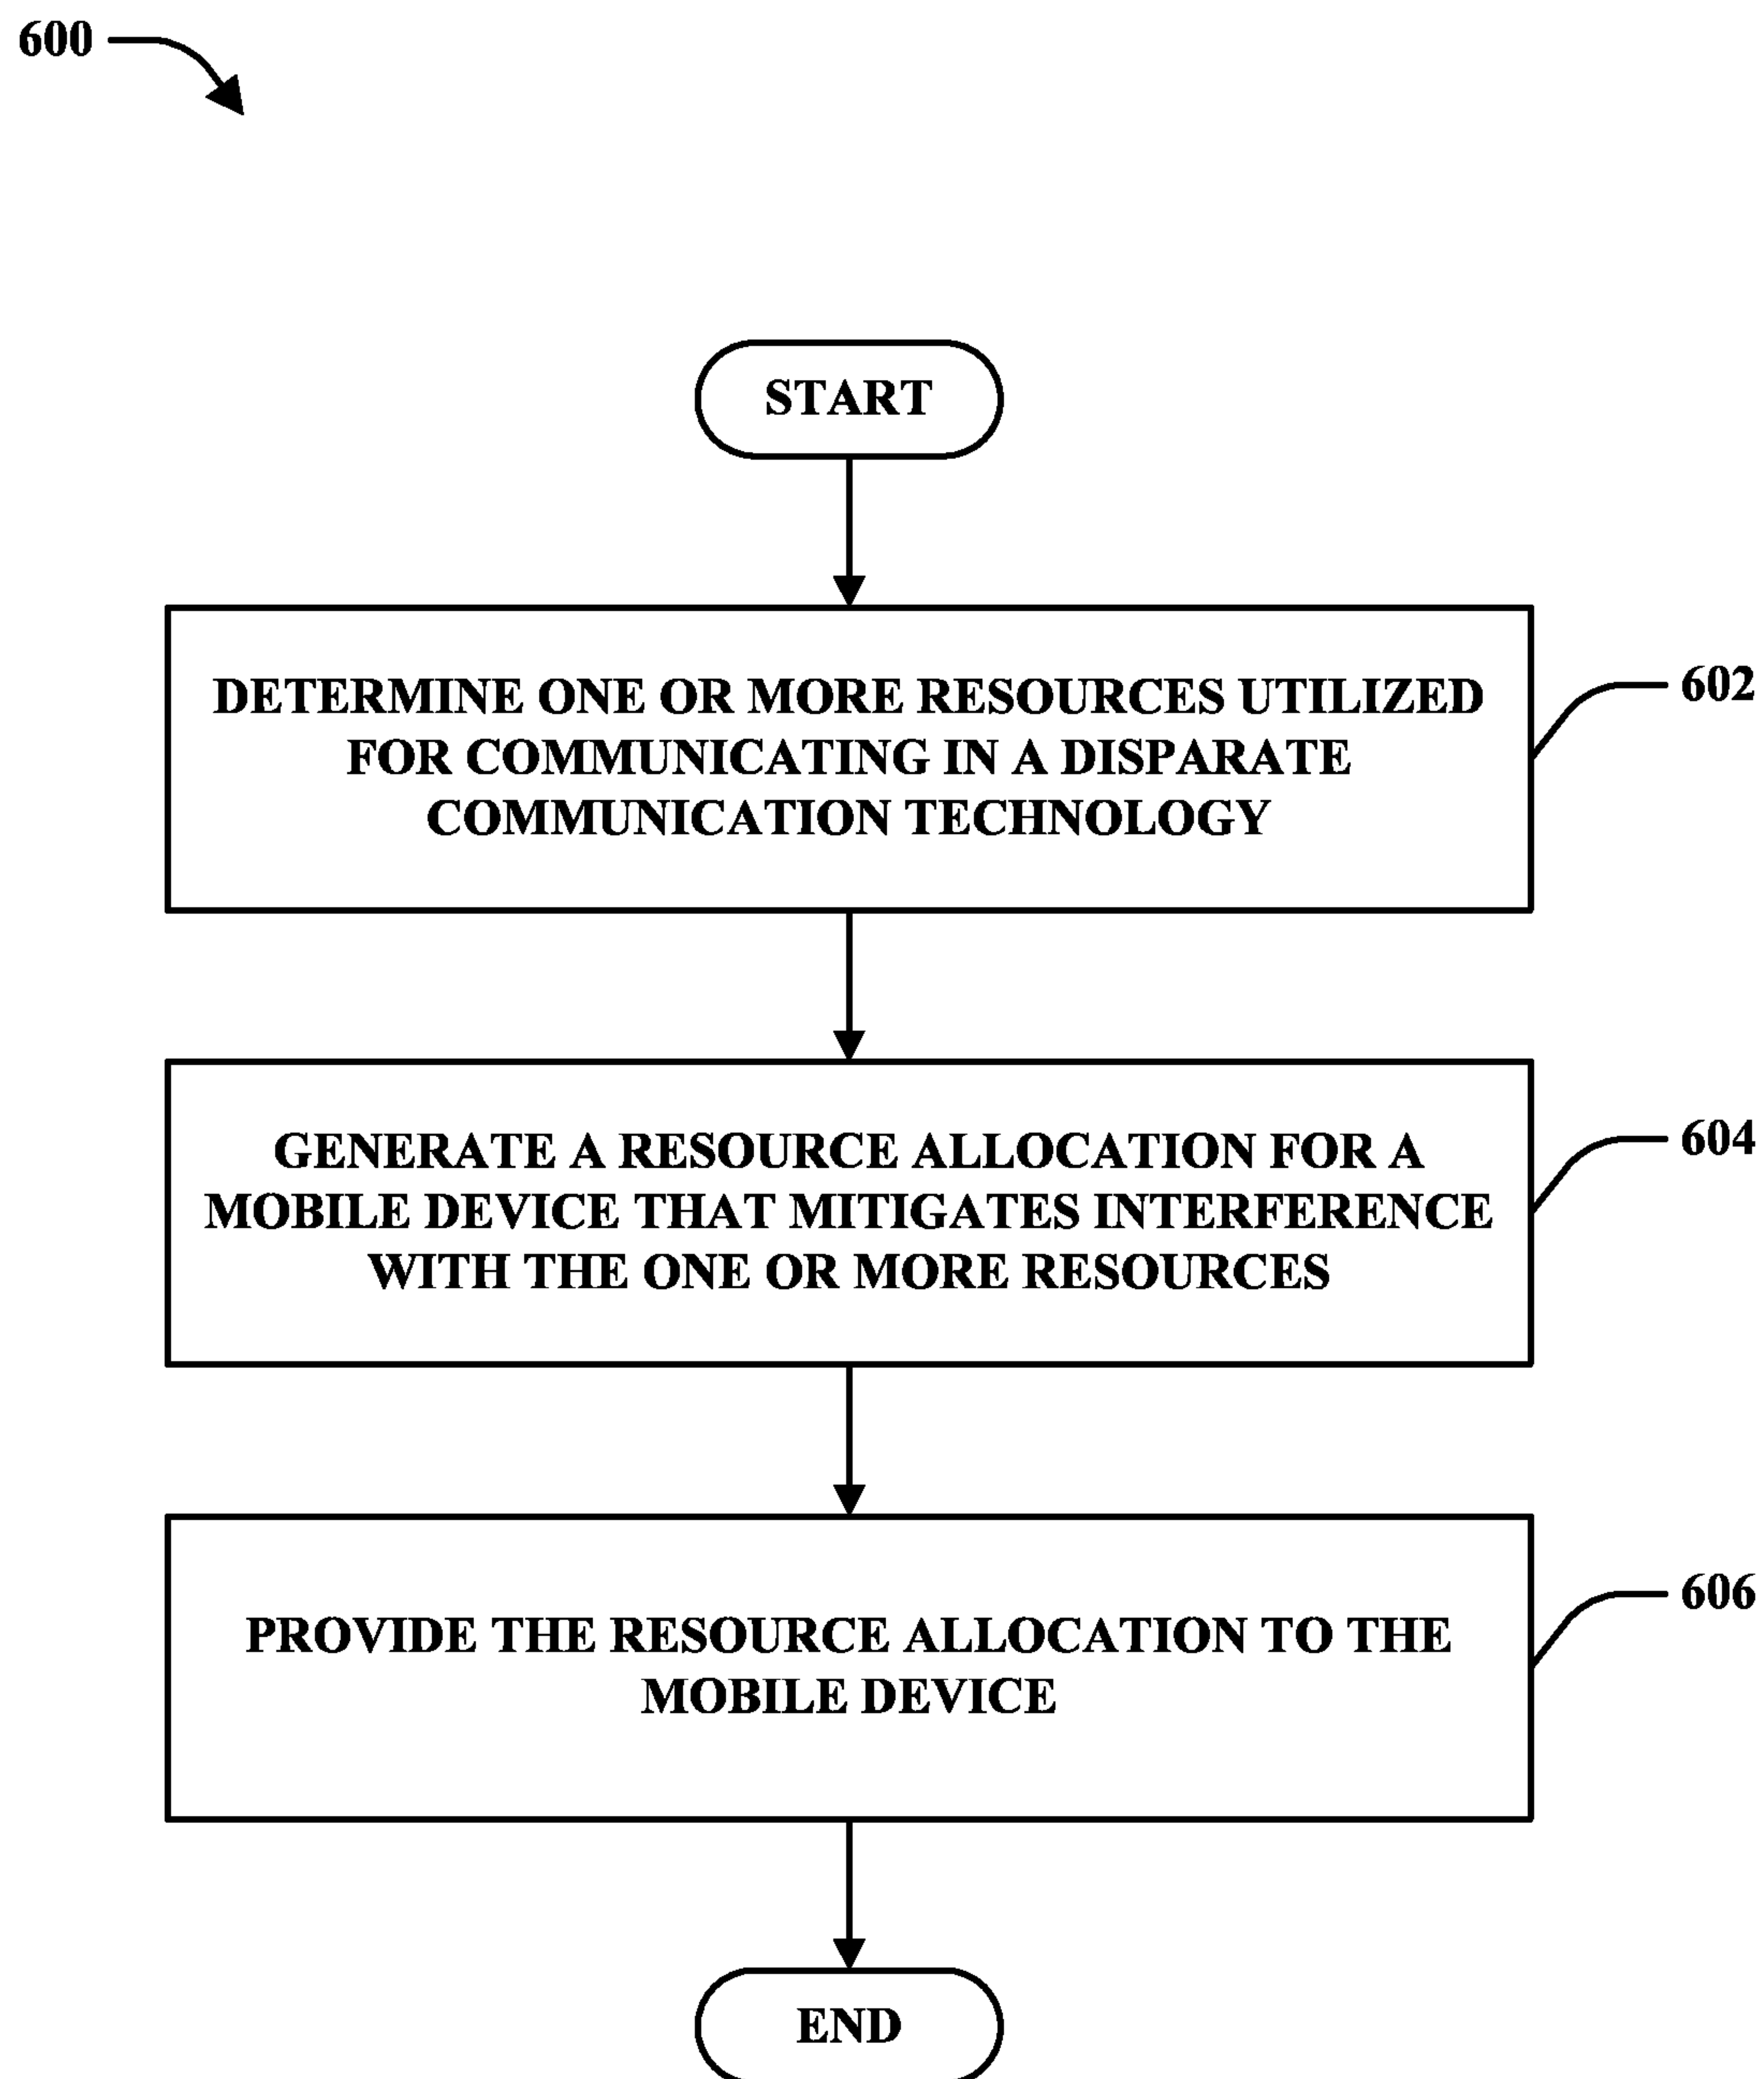 600
START
DETERMINE ONE OR MORE RESOURCES UTILIZED
FOR COMMUNICATING IN A DISPARATE
COMMUNICATION TECHNOLOGY
602
GENERATE A RESOURCE ALLOCATION FOR A
MOBILE DEVICE THAT MITIGATES INTERFERENCE
WITH THE ONE OR MORE RESOURCES
604
PROVIDE THE RESOURCE ALLOCATION TO THE
MOBILE DEVICE
606
END